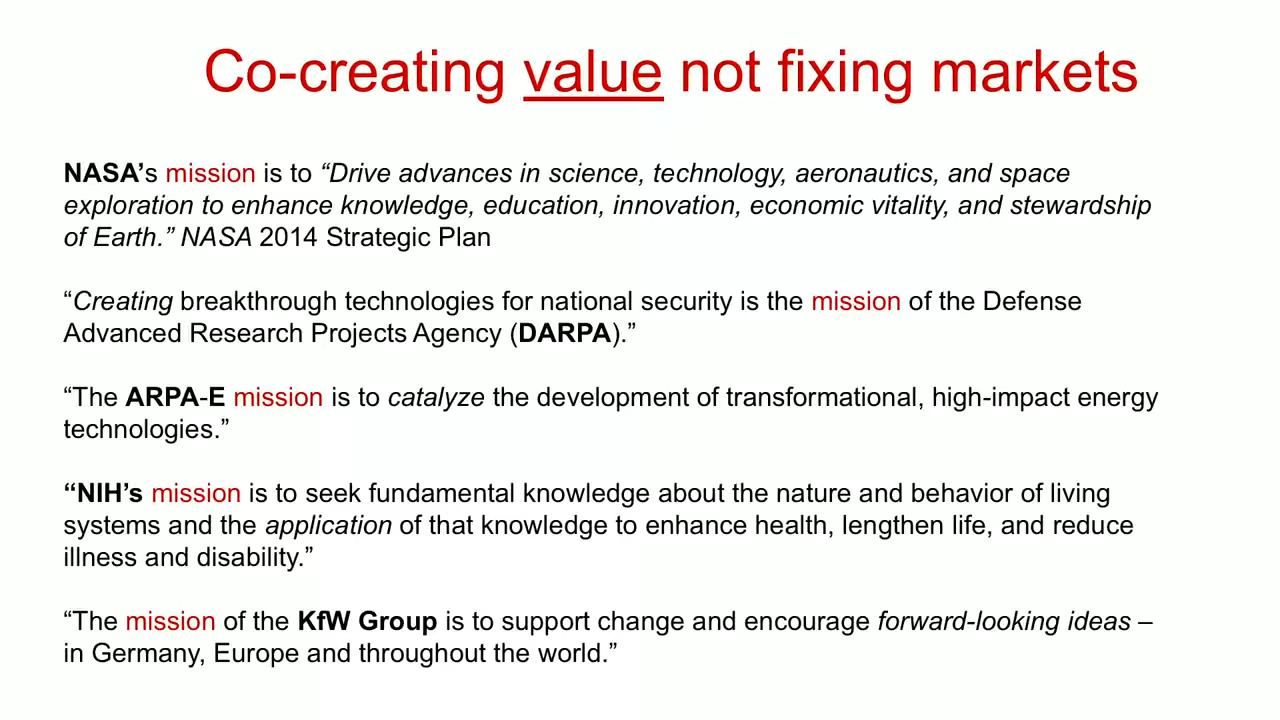 Co-creating value not fixing markets
NASA’s mission is to “Drive advances in science, technology, aeronautics, and space
exploration to enhance knowledge, education, innovation, economic vitality, and stewardship
of Earth.” NASA 2014 Strategic Plan
“Creating breakthrough technologies for national security is the mission of the Defense
Advanced Research Projects Agency (DARPA).”
“The ARPA-E mission is to catalyze the development of transformational, high-impact energy
technologies.”
“NIH’s mission is to seek fundamental knowledge about the nature and behavior of living
systems and the application of that knowledge to enhance health, lengthen life, and reduce
illness and disability.”
“The mission of the KfW Group is to support change and encourage forward-looking ideas –
in Germany, Europe and throughout the world.”